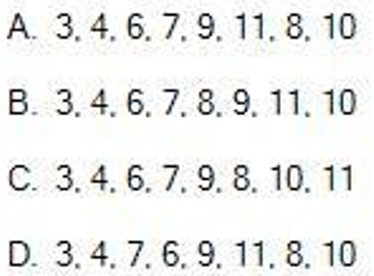 A. 3, 4, 6, 7, 9, 11, 8, 10
B. 3, 4, 6, 7, 8, 9, 11, 10
C. 3, 4, 6, 7, 9, 8, 10, 11
D. 3, 4, 7, 6, 9, 11, 8, 10